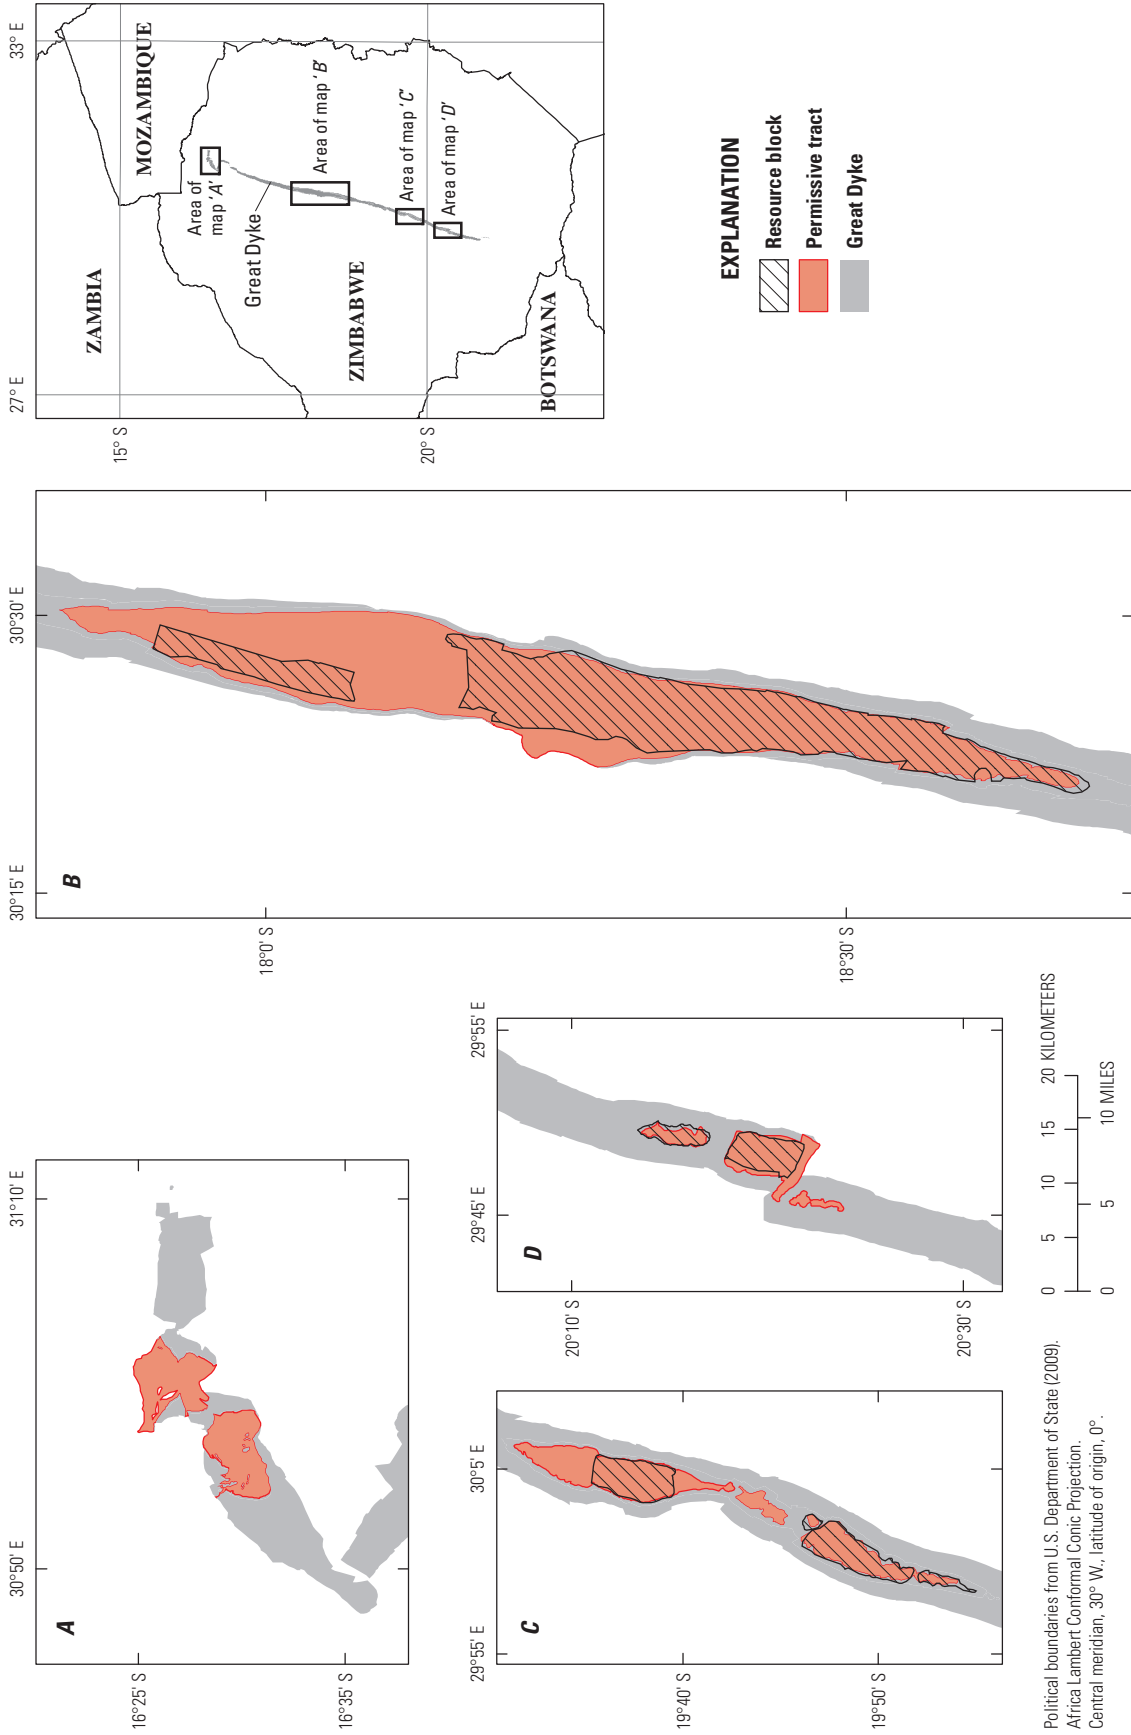 A
30°50' E
31°10' E
16°25' S
16°35' S
B
30°15' E
30°30' E
18°0' S
18°30' S
C
29°55' E
30°5' E
19°40' S
19°50' S
D
29°45' E
29°55' E
20°10' S
20°30' S
27° E
33° E
15° S
20° S
ZAMBIA
MOZAMBIQUE
ZIMBABWE
BOTSWANA
Area of
map ‘A’
Great Dyke
Area of map ‘B’
Area of map ‘C’
Area of map ‘D’
EXPLANATION
Resource block
Permissive tract
Great Dyke
0 5 10 15 20 KILOMETERS
0 5 10 MILES
Political boundaries from U.S. Department of State (2009).
Africa Lambert Conformal Conic Projection.
Central meridian, 30° W., latitude of origin, 0°.